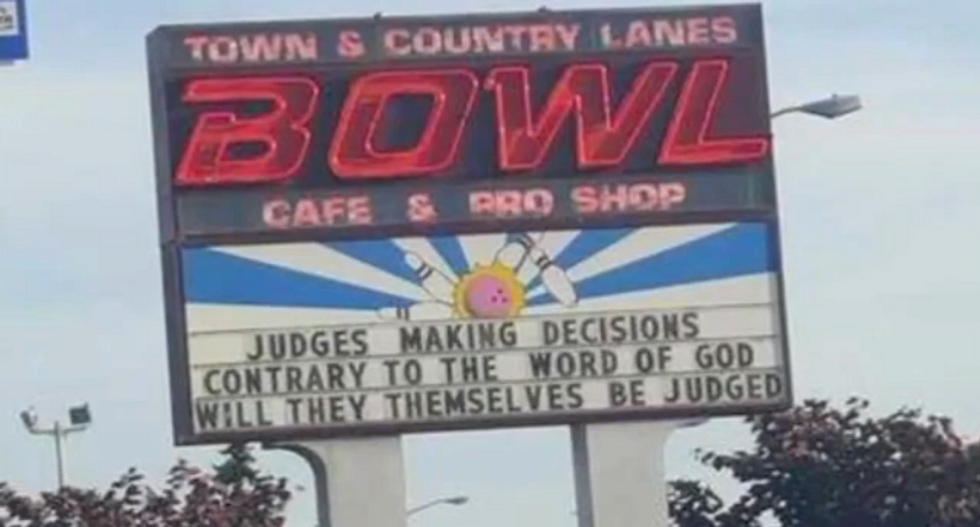 TOWN & COUNTRY LANES
BOWL
CAFE & PRO SHOP
JUDGES MAKING DECISIONS
CONTRARY TO THE WORD OF GOD
WILL THEY THEMSELVES BE JUDGED